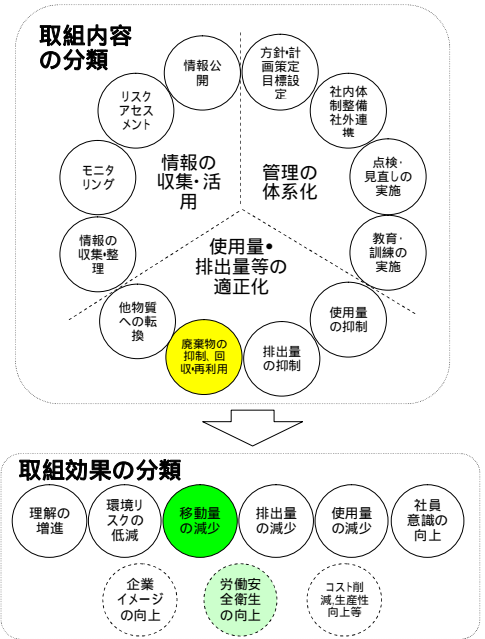 取組内容
の分類
情報公
開
方針・計
画策定
目標設
定
リスク
アセス
メント
社内体
制整備
社外連
携
モニタ
リング
情報の
収集・活
用
管理の
体系化
点検・
見直しの
実施
情報の
収集・整
理
使用量・
排出量等の
適正化
教育・
訓練の
実施
他物質
への転
換
使用量
の抑制
廃棄物の
抑制、回
収・再利用
排出量
の抑制
取組効果の分類
理解の
増進
環境リ
スクの
低減
移動量
の減少
排出量
の減少
使用量
の減少
社員
意識の
向上
企業
イメージ
の向上
労働安
全衛生
の向上
コスト削
減、生産性
向上等